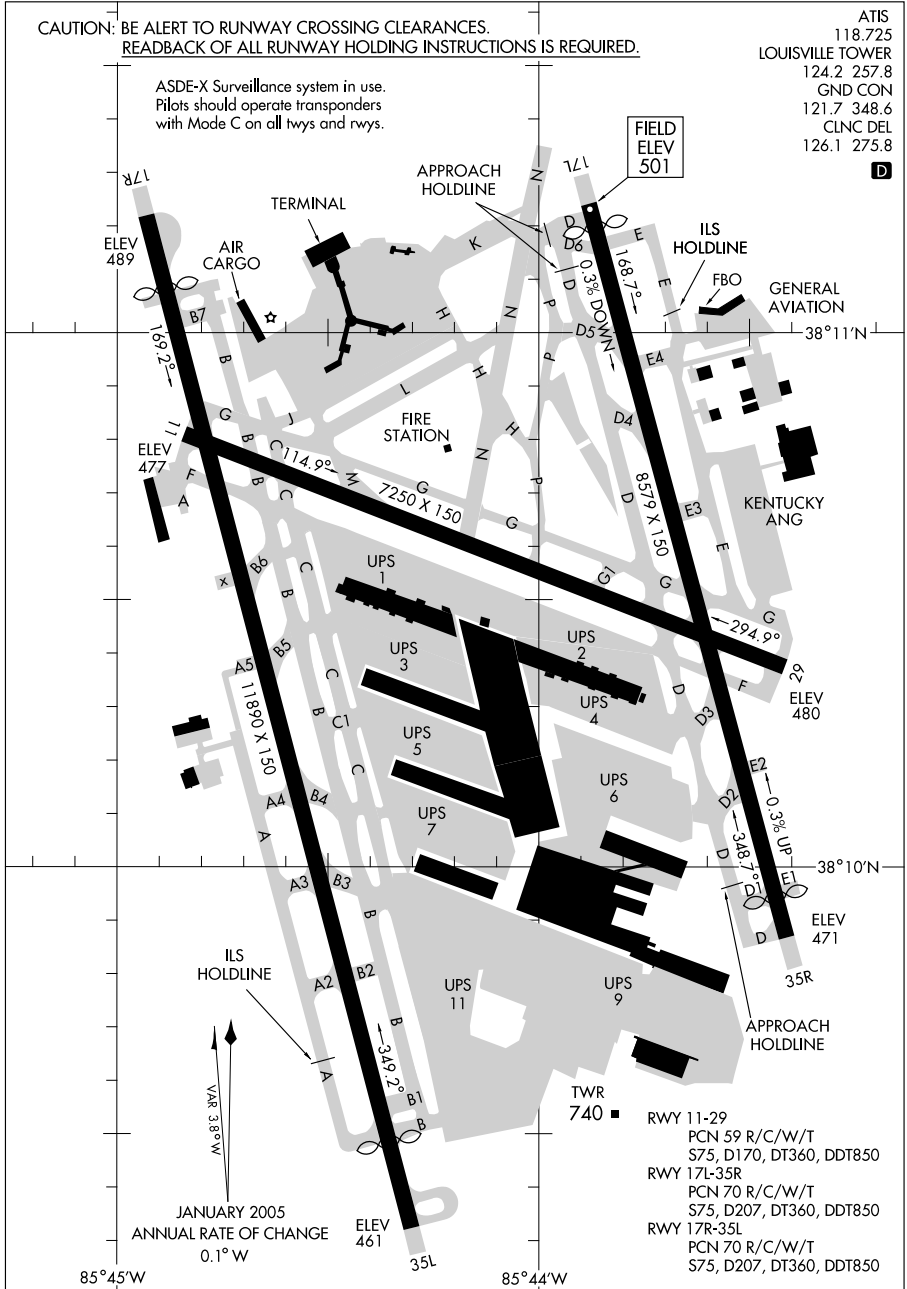 CAUTION: BE ALERT TO RUNWAY CROSSING CLEARANCES.
READBACK OF ALL RUNWAY HOLDING INSTRUCTIONS IS REQUIRED.
ATIS
118.725
LOUISVILLE TOWER
124.2 257.8
GND CON
121.7 348.6
CLNC DEL
126.1 275.8
D
ASDE-X Surveillance system in use.
Pilots should operate transponders
with Mode C on all twys and rwys.
FIELD
ELEV
501
APPROACH
HOLDLINE
17L
17R
N
TERMINAL
K
D
D6
E
ILS
HOLDLINE
ELEV
489
AIR
CARGO
168.7°
0.3% DOWN
D
E
FBO
GENERAL
AVIATION
B7
H
N
P
D5
38°11'N
169.2°
B
E4
P
L
H
G
J
FIRE
STATION
H
D4
11
B
C
114.9°
M
G
N
P
ELEV
477
F
A
B
C
7250 X 150
G
D
8579 X 150
E3
KENTUCKY
ANG
E
B6
X
C
B
UPS
1
G1
G
G
294.9°
29
ELEV
480
A5
B5
C
UPS
3
UPS
2
UPS
4
D
F
D3
11890 X 150
B
C1
C
UPS
5
E2
UPS
6
D2
0.3% UP
A4
B4
UPS
7
348.7°
A
A3
B3
38°10'N
D
D1
E1
ELEV
471
D
35R
B
ILS
HOLDLINE
A2
B2
UPS
11
UPS
9
APPROACH
HOLDLINE
A
B
349.2°
B1
B
VAR 3.8° W
TWR
740
RWY 11-29
PCN 59 R/C/W/T
S75, D170, DT360, DDT850
RWY 17L-35R
PCN 70 R/C/W/T
S75, D207, DT360, DDT850
RWY 17R-35L
PCN 70 R/C/W/T
S75, D207, DT360, DDT850
JANUARY 2005
ANNUAL RATE OF CHANGE
0.1° W
ELEV
461
35L
85°45'W
85°44'W